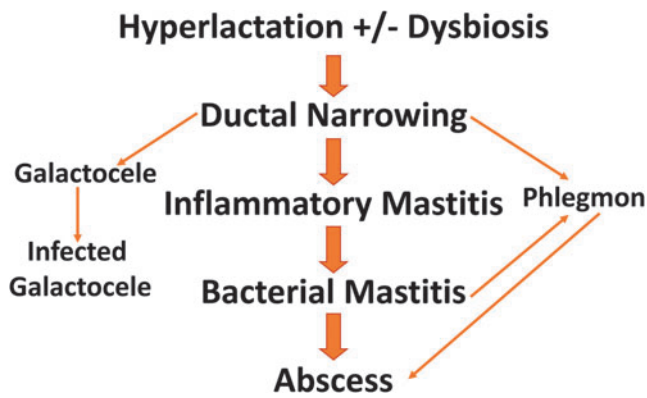 Hyperlactation +/- Dysbiosis
Ductal Narrowing
Galactocele
Inflammatory Mastitis
Phlegmon
Infected
Galactocele
Bacterial Mastitis
Abscess